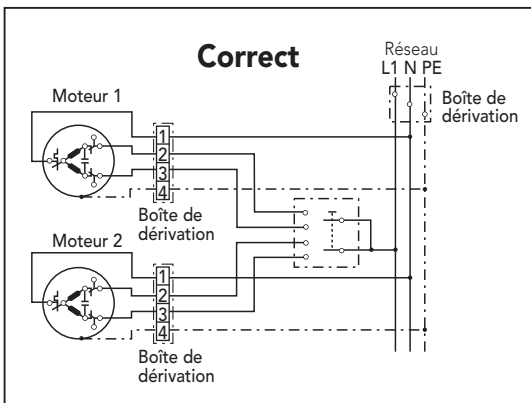 Correct
Réseau
L1 N PE
Boîte de
dérivation
Moteur 1
1
2
3
4
Boîte de
dérivation
Moteur 2
1
2
3
4
Boîte de
dérivation